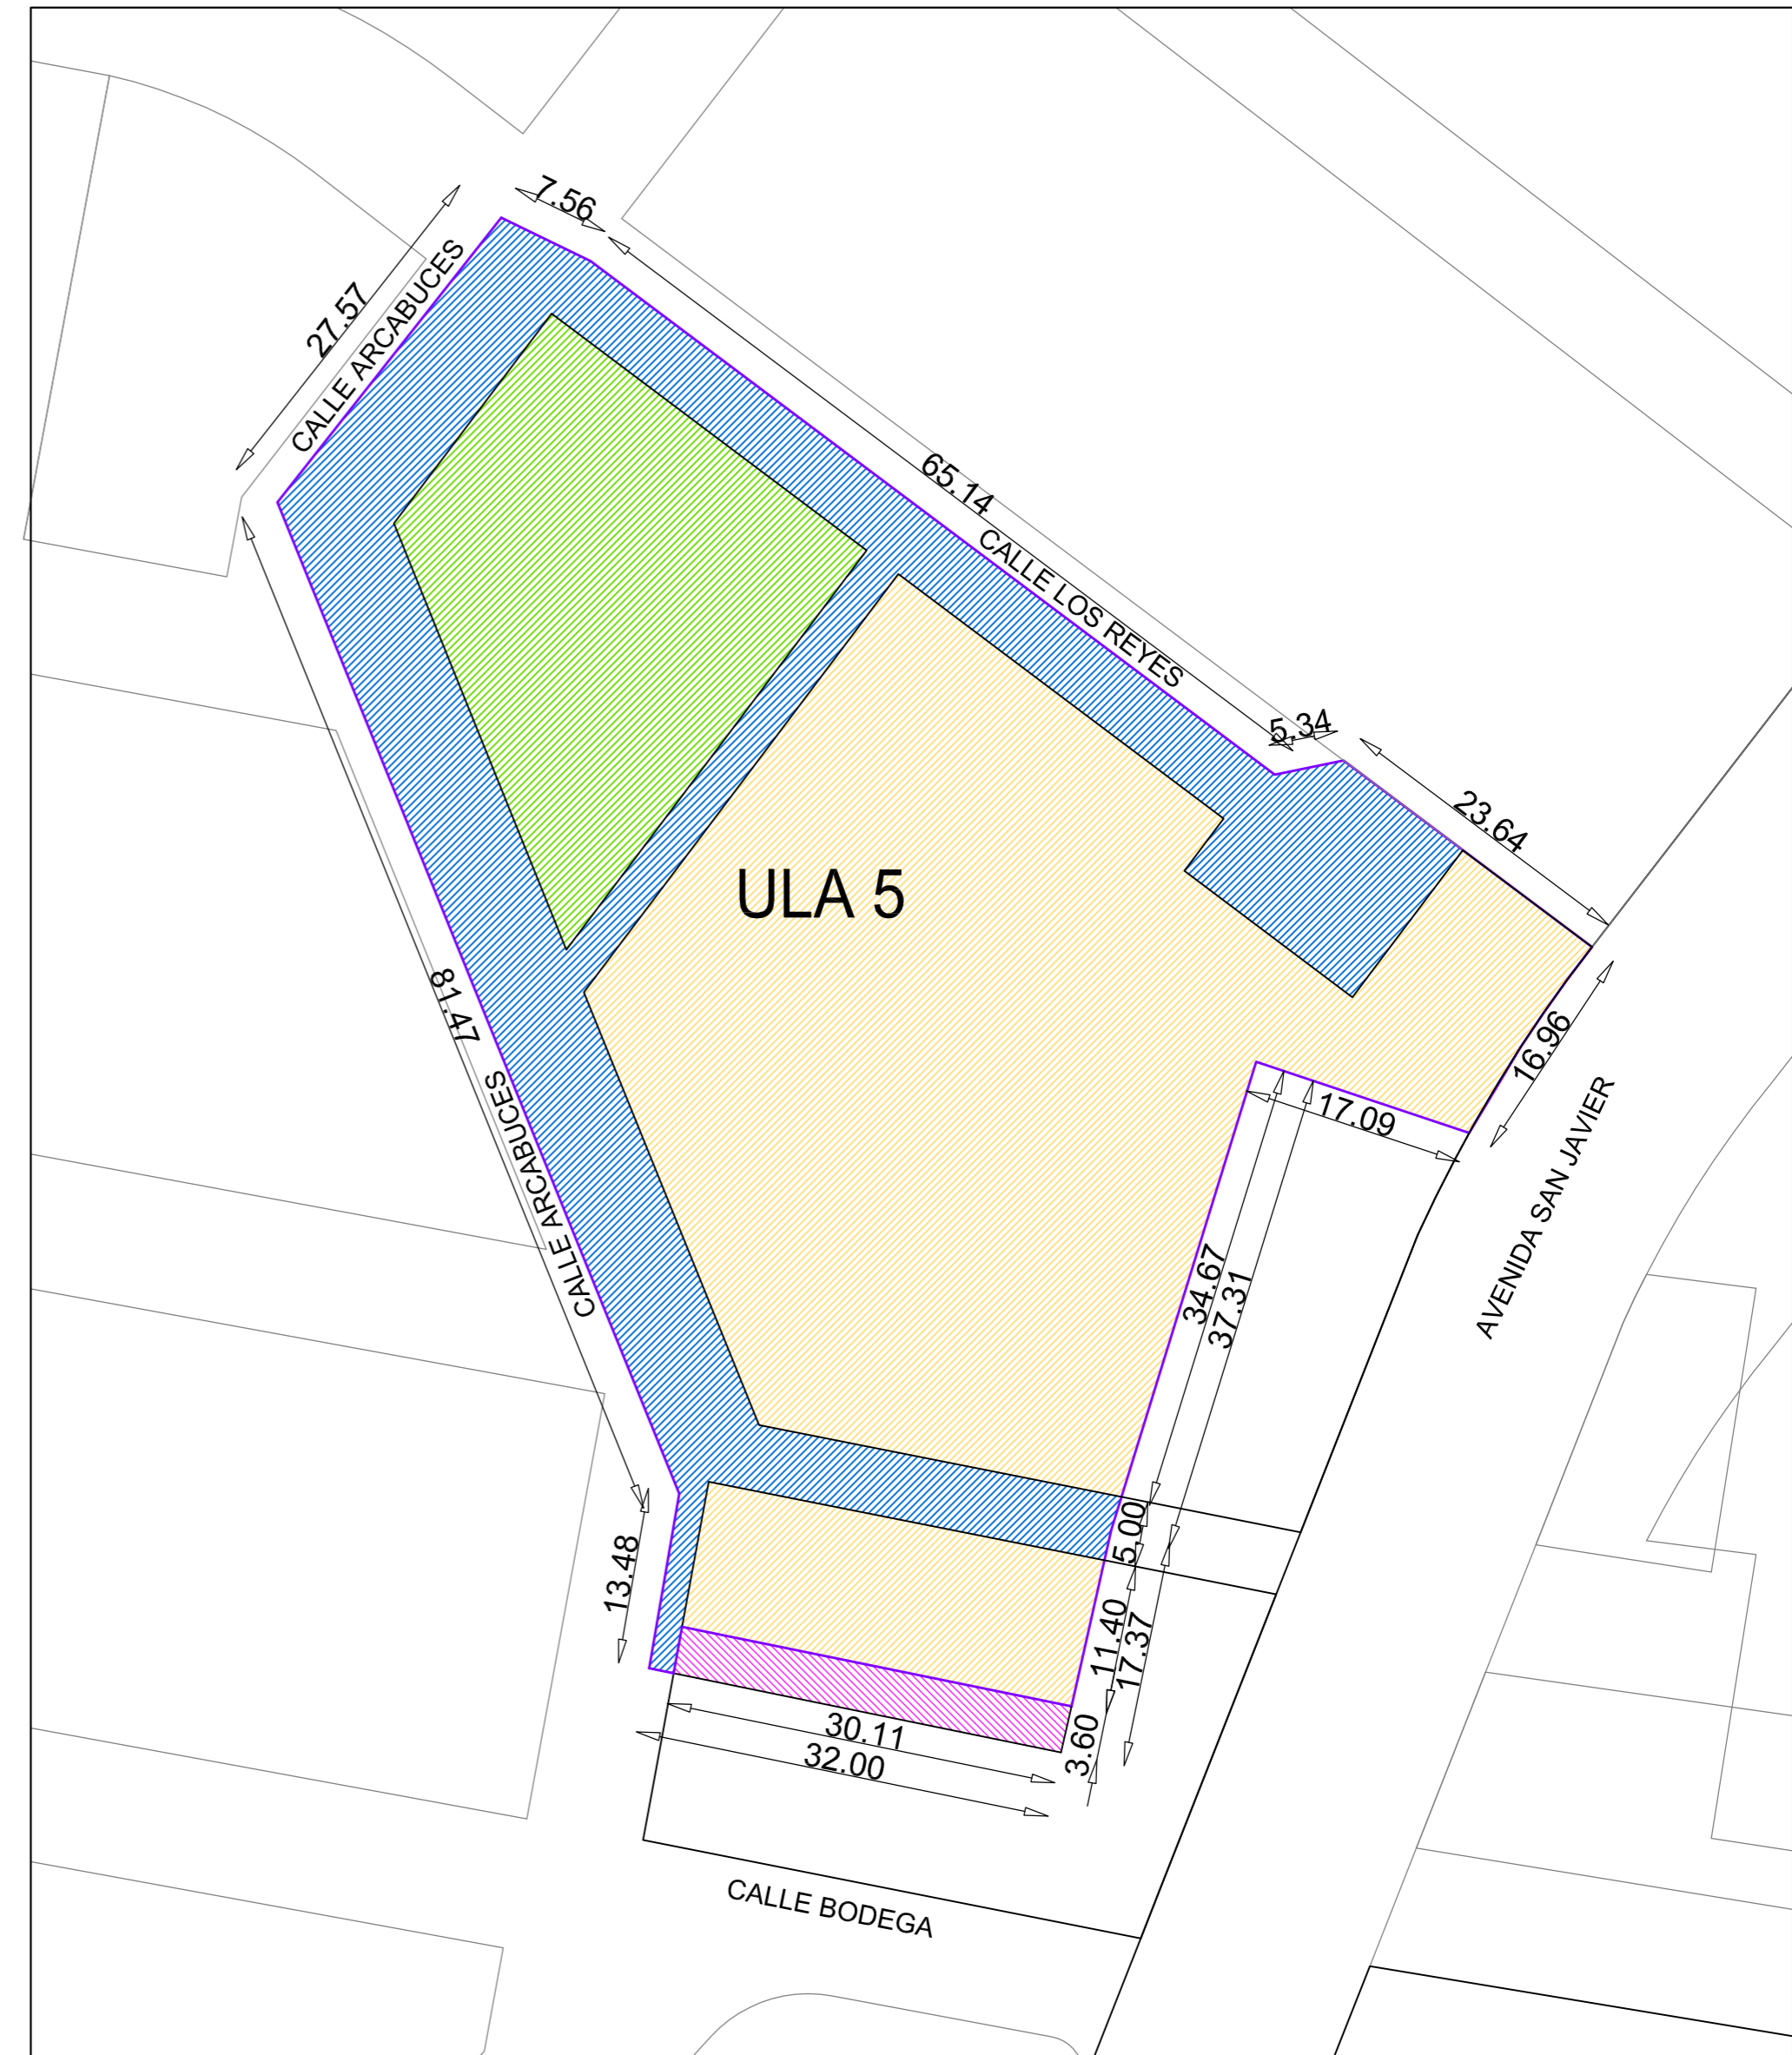 7.56
27.57
CALLE ARCABUCES
65.14
CALLE LOS REYES
5.34
23.64
ULA 5
81.47
16.96
17.09
CALLE ARCABUCES
AVENIDA SAN JAVIER
34.67
37.31
5.00
13.48
11.40
17.37
3.60
30.11
32.00
CALLE BODEGA